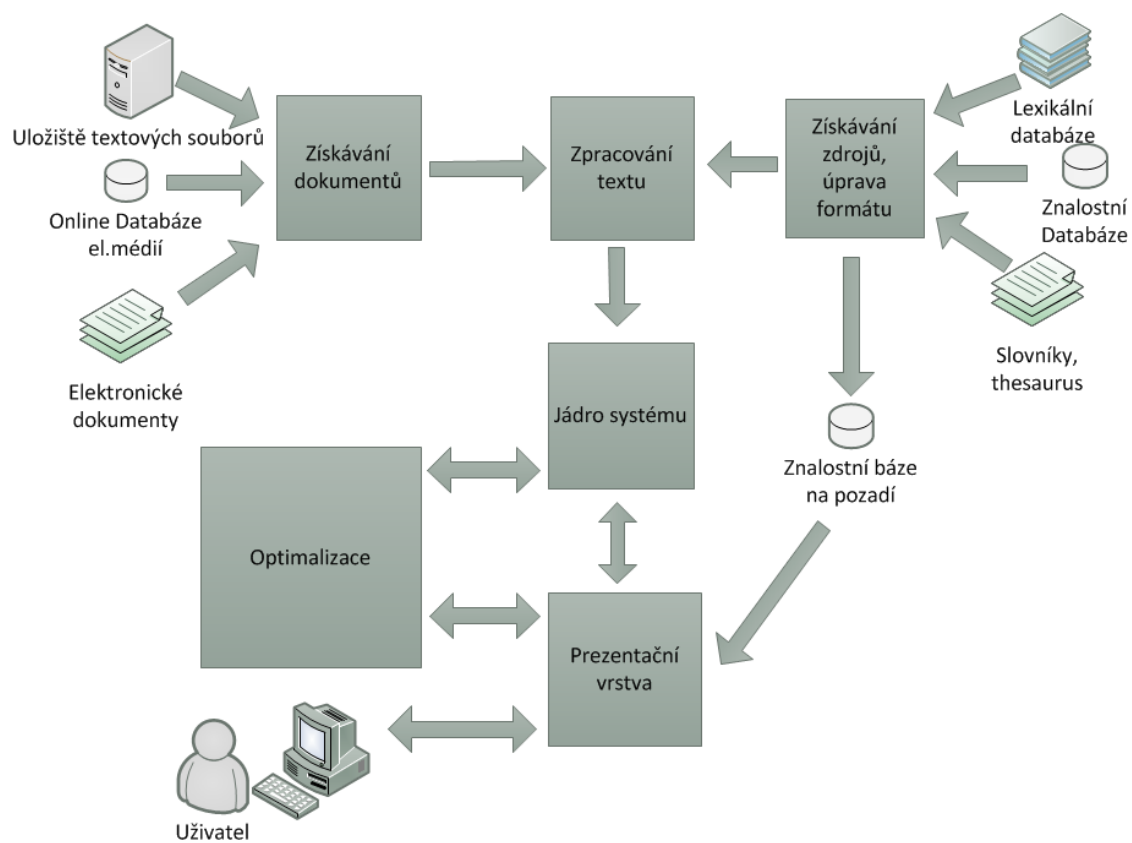 Uložiště textových souborů
Online Databáze
el.médií
Elektronické
dokumenty
Získávání
dokumentů
Zpracování
textu
Získávání
zdrojů,
úprava
formátu
Lexikální
databáze
Znalostní
Databáze
Slovníky,
thesaurus
Jádro systému
Znalostní báze
na pozadí
Optimalizace
Prezentační
vrstva
Uživatel